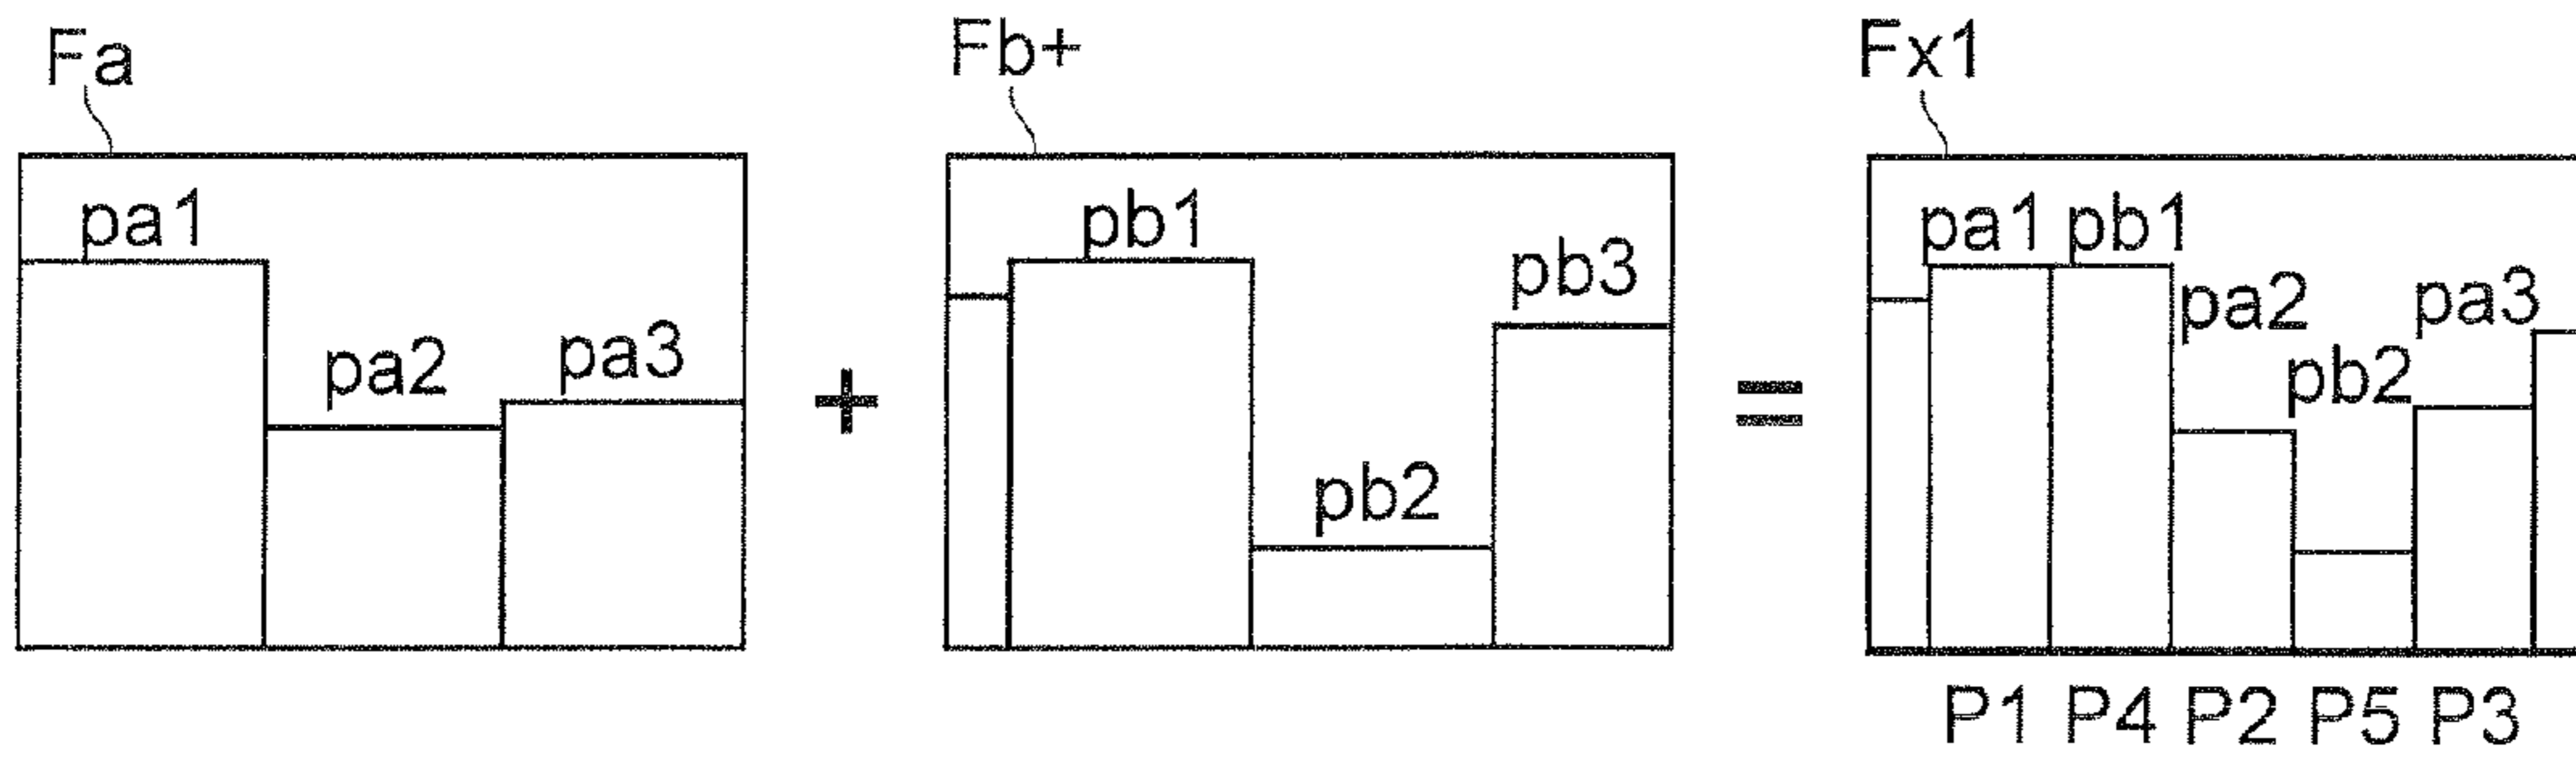 Fa
Fb+
Fx1
pa1
pa2
pa3
+
pb1
pb2
pb3
=
pa1
pb1
pa2
pb2
pa3
P1 P4 P2 P5 P3